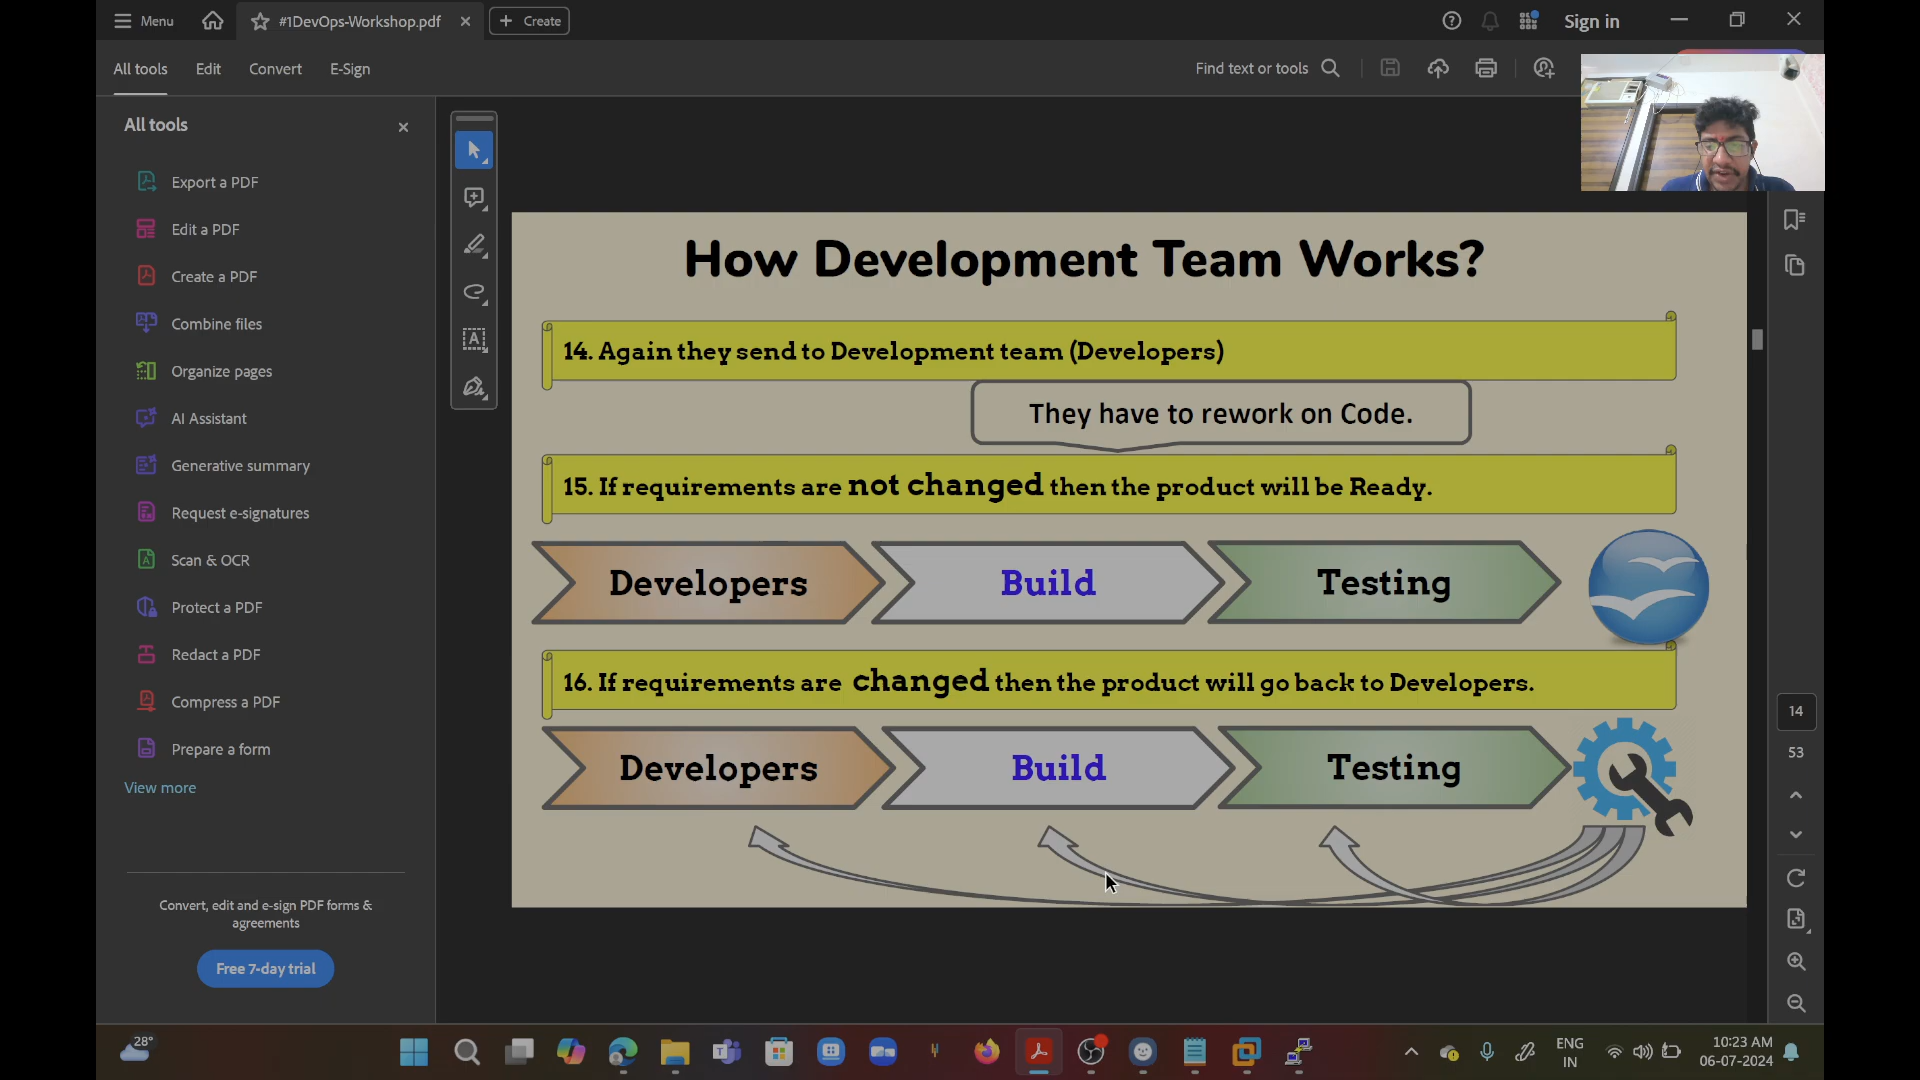 Menu
#1DevOps-Workshop.pdf
Create
Sign in
All tools
Edit
Convert
E-Sign
Find text or tools
All tools
Export a PDF
Edit a PDF
Create a PDF
Combine files
Organize pages
AI Assistant
Generative summary
Request e-signatures
Scan & OCR
Protect a PDF
Redact a PDF
Compress a PDF
Prepare a form
View more
Convert, edit and e-sign PDF forms &
agreements
Free 7-day trial
How Development Team Works?
14. Again they send to Development team (Developers)
They have to rework on Code.
15. If requirements are not changed then the product will be Ready.
Developers
Build
Testing
16. If requirements are changed then the product will go back to Developers.
Developers
Build
Testing
14
53
28°
ENG
IN
10:23 AM
06-07-2024